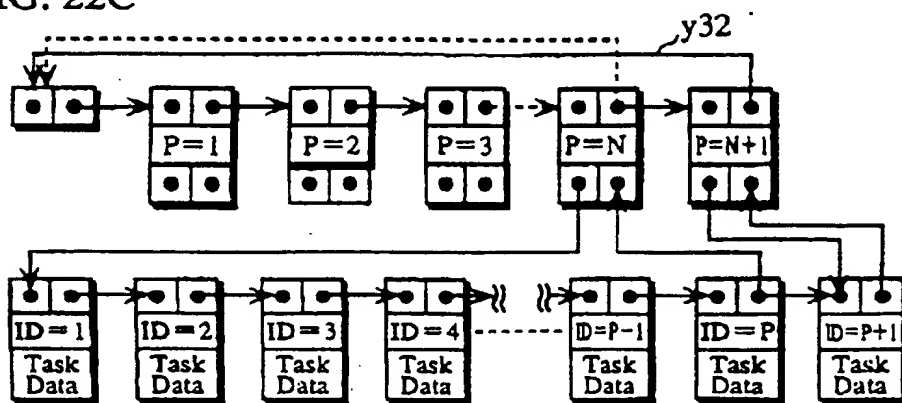 FIG. 22C
y32
P=1 P=2 P=3 P=N P=N+1
ID=1 ID=2 ID=3 ID=4 ID=P-1 ID=P ID=P+1
Task Task Task Task Task Task Task
Data Data Data Data Data Data Data